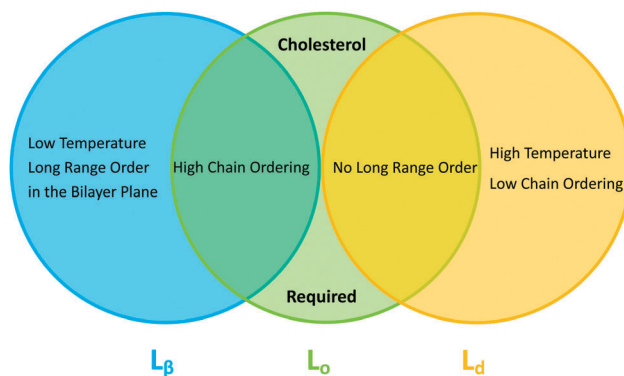 Cholesterol
Low Temperature
Long Range Order
in the Bilayer Plane
High Chain Ordering
No Long Range Order
High Temperature
Low Chain Ordering
Required
Lβ
Lo
Ld